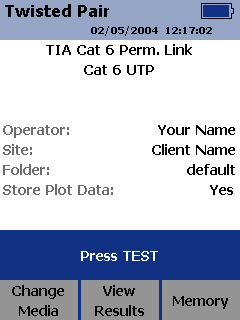 Twisted Pair
02/05/2004 12:17:02
TIA Cat 6 Perm. Link
Cat 6 UTP
Operator: Your Name
Site: Client Name
Folder: default
Store Plot Data: Yes
Press TEST
Change Media
View Results
Memory